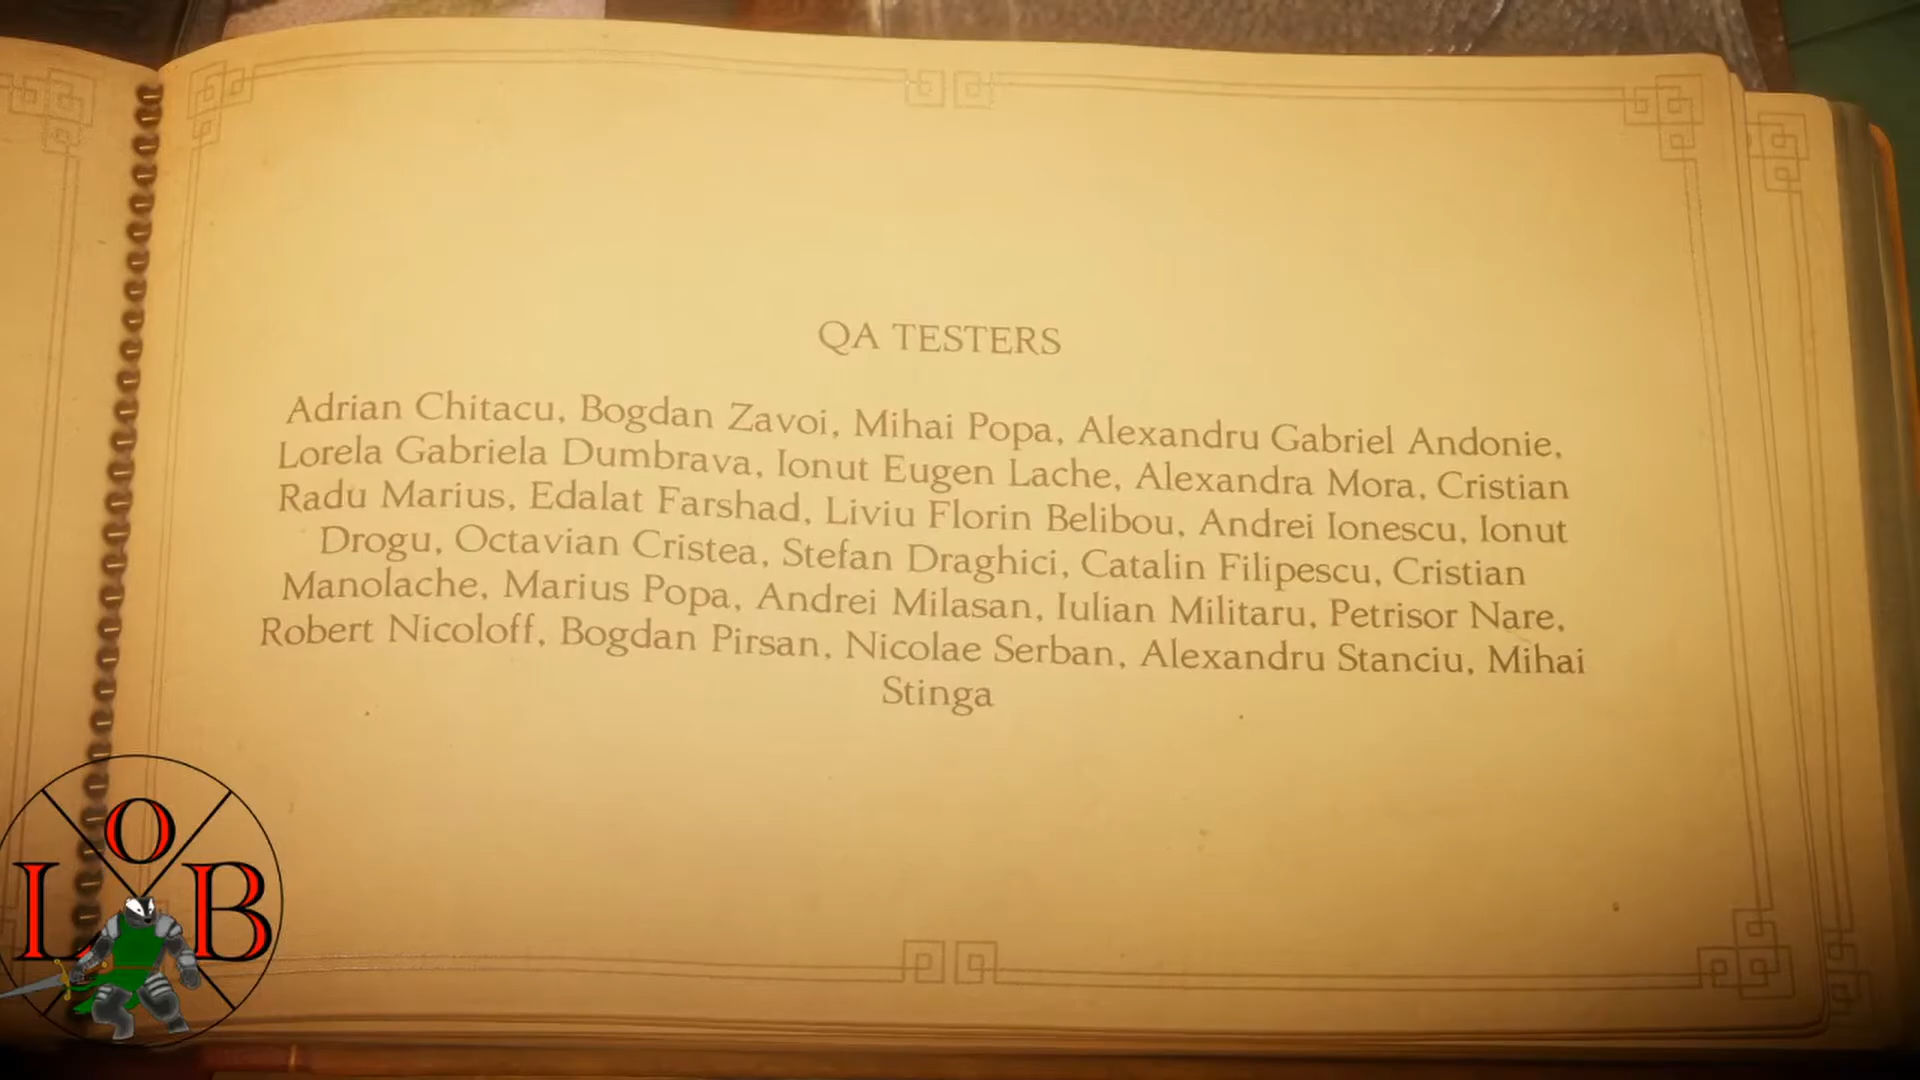 QA TESTERS
Adrian Chitacu, Bogdan Zavoi, Mihai Popa, Alexandru Gabriel Andonie,
Lorela Gabriela Dumbrava, Ionut Eugen Lache, Alexandra Mora, Cristian
Radu Marius, Edalat Farshad, Liviu Florin Belibou, Andrei Ionescu, Ionut
Drogu, Octavian Cristea, Stefan Draghici, Catalin Filipescu, Cristian
Manolache, Marius Popa, Andrei Milasan, Iulian Militaru, Petrisor Nare,
Robert Nicoloff, Bogdan Pirsan, Nicolae Serban, Alexandru Stanciu, Mihai
Stinga
L O B